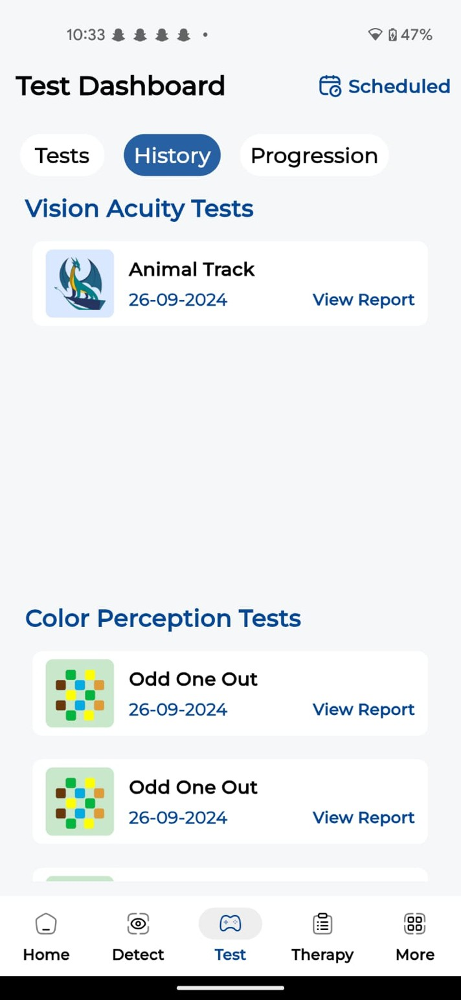 10:33 47%
Test Dashboard Scheduled
Tests History Progression
Vision Acuity Tests
Animal Track
26-09-2024 View Report
Color Perception Tests
Odd One Out
26-09-2024 View Report
Odd One Out
26-09-2024 View Report
Home Detect Test Therapy More